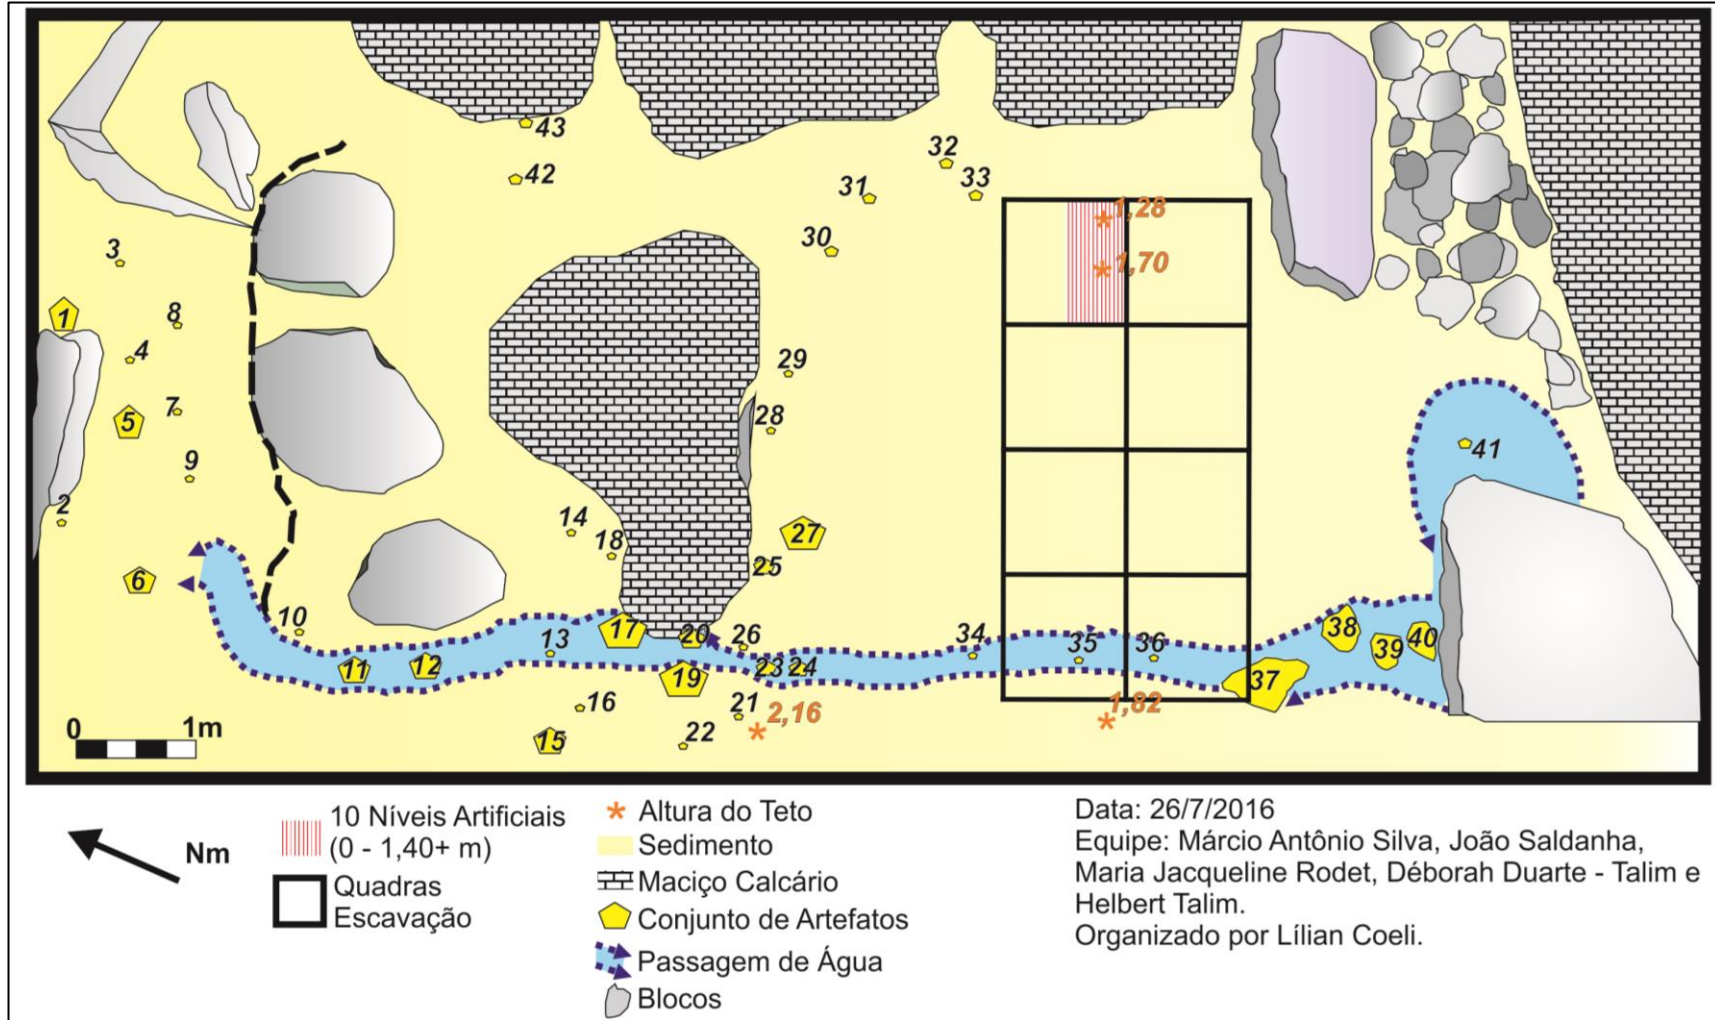 43
42
32
31
33
1,28
3
30
1,70
1
8
4
29
5
7
28
41
9
2
14
18
27
25
6
10
13
17
20
26
34
35
36
38
39
40
11
12
19
23
24
37
16
21
2,16
1,82
0
1m
15
22
Nm
10 Níveis Artificiais
(0 - 1,40+ m)
Quadras
Escavação
Altura do Teto
Sedimento
Maciço Calcário
Conjunto de Artefatos
Passagem de Água
Blocos
Data: 26/7/2016
Equipe: Márcio Antônio Silva, João Saldanha,
Maria Jacqueline Rodet, Déborah Duarte - Talim e
Helbert Talim.
Organizado por Lílian Coeli.